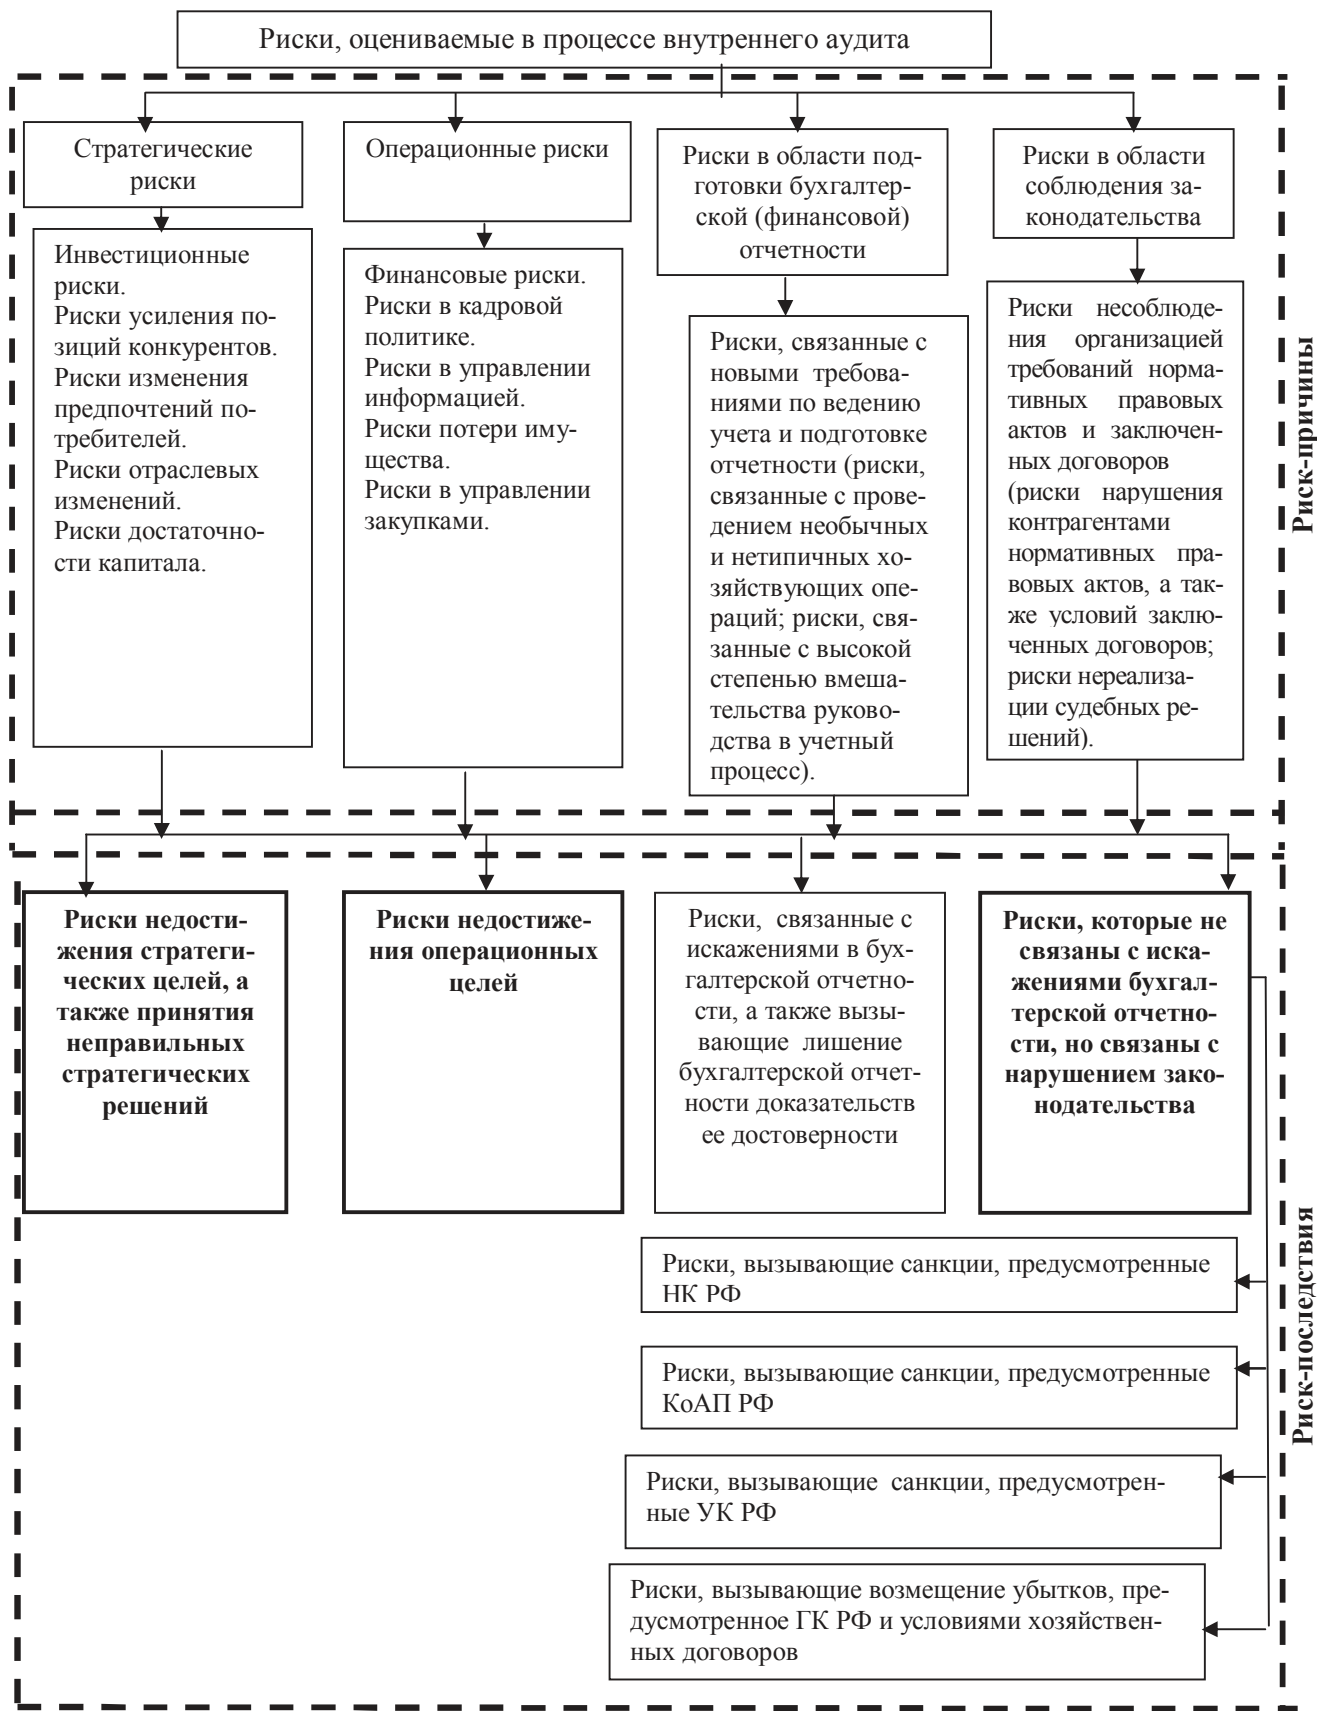 Риски, оцениваемые в процессе внутреннего аудита
Стратегические
риски
Операционные риски
Риски в области под-
готовки бухгалтер-
ской (финансовой)
отчетности
Риски в области
соблюдения за-
конодательства
Инвестиционные
риски.
Риски усиления по-
зиций конкурентов.
Риски изменения
предпочтений по-
требителей.
Риски отраслевых
изменений.
Риски достаточно-
сти капитала.
Финансовые риски.
Риски в кадровой
политике.
Риски в управлении
информацией.
Риски потери иму-
щества.
Риски в управлении
закупками.
Риски, связанные с
новыми требова-
ниями по ведению
учета и подготовке
отчетности (риски,
связанные с прове-
дением необычных
и нетипичных хо-
зяйствующих опе-
раций; риски, свя-
занные с высокой
степенью вмеша-
тельства руково-
дства в учетный
процесс).
Риски несоблюде-
ния организацией
требований норма-
тивных правовых
актов и заключен-
ных договоров
(риски нарушения
контрагентами
нормативных пра-
вовых актов, а так-
же условий заклю-
ченных договоров;
риски нереализа-
ции судебных ре-
шений).
Риск-причины
Риски недости-
жения стратеги-
ческих целей, а
также принятия
неправильных
стратегических
решений
Риски недостиже-
ния операционных
целей
Риски, связанные с
искажениями в бух-
галтерской отчетно-
сти, а также вызы-
вающие лишение
бухгалтерской отчет-
ности доказательств
ее достоверности
Риски, которые не
связаны с иска-
жениями бухгал-
терской отчетно-
сти, но связаны с
нарушением зако-
нодательства
Риски, вызывающие санкции, предусмотренные
НК РФ
Риски, вызывающие санкции, предусмотренные
КоАП РФ
Риски, вызывающие санкции, предусмотрен-
ные УК РФ
Риски, вызывающие возмещение убытков, пре-
дусмотренное ГК РФ и условиями хозяйствен-
ных договоров
Риск-последствия